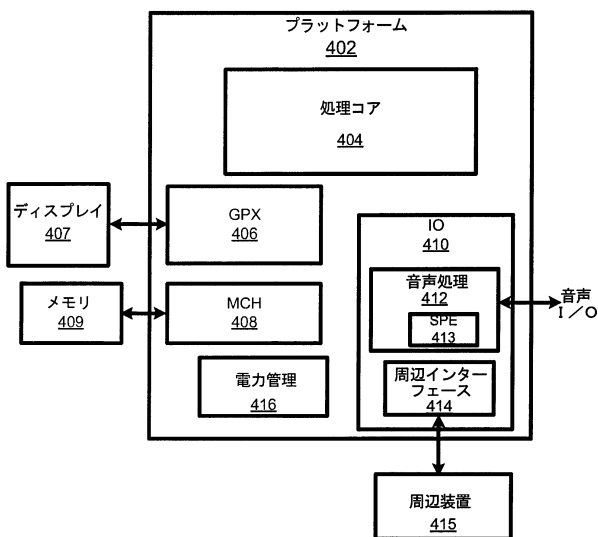 プラットフォーム
402
処理コア
404
ディスプレイ
407
GPX
406
IO
410
音声処理
412
SPE
413
音声
I/O
メモリ
409
MCH
408
周辺インター
フェース
414
電力管理
416
周辺装置
415